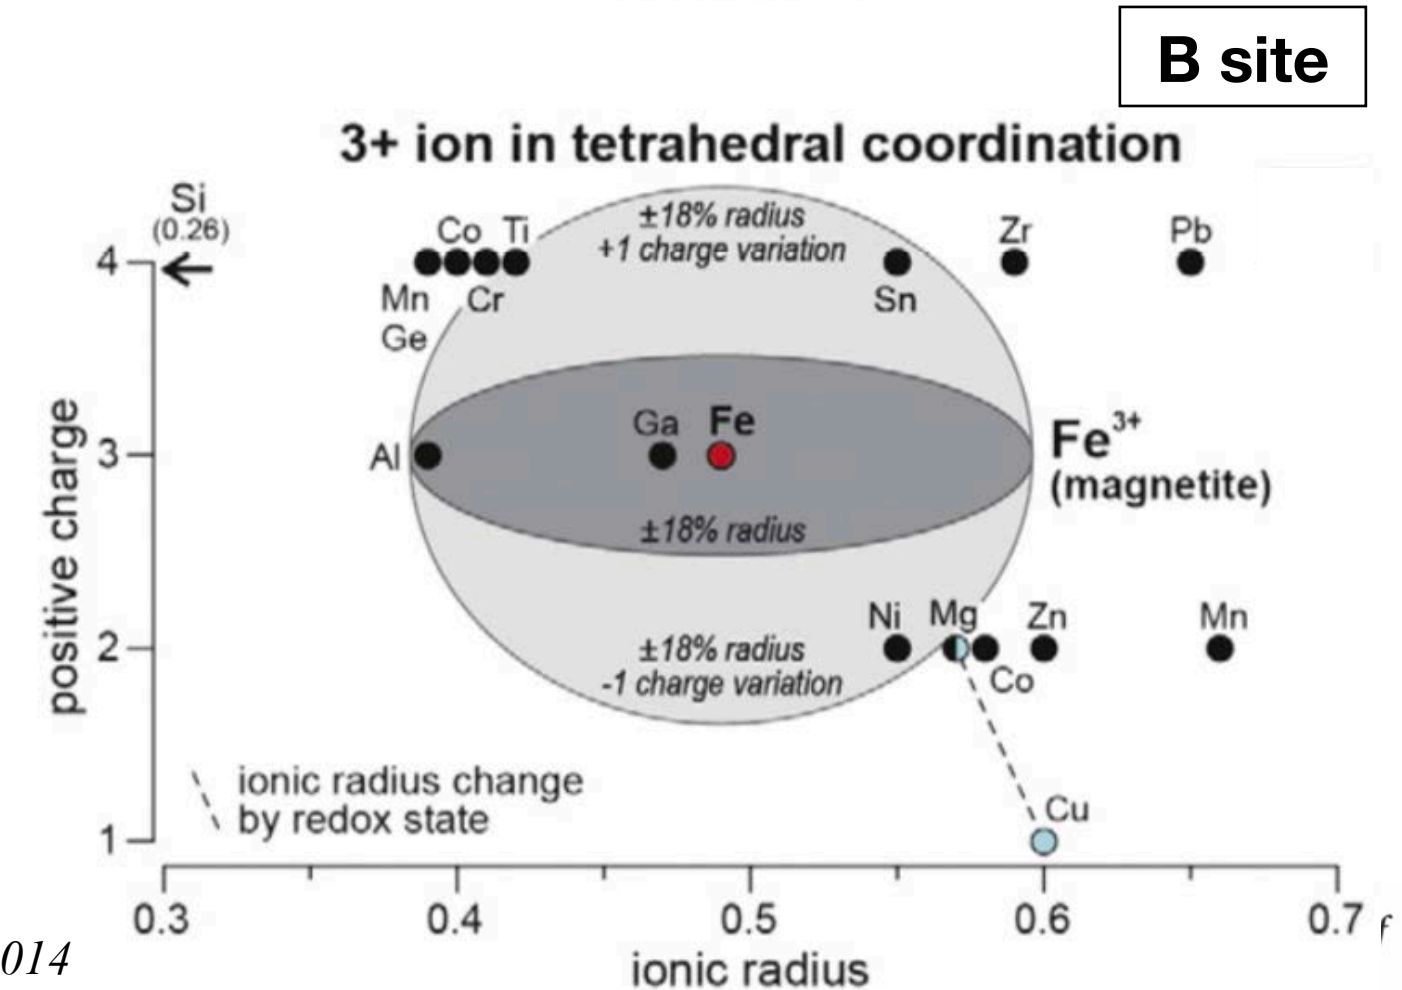 B site
3+ ion in tetrahedral coordination
Si
(0.26)
Co Ti
±18% radius
+1 charge variation
Zr
Pb
4
Mn Cr
Ge
Sn
positive charge
3
Al
Ga Fe
Fe³⁺
(magnetite)
±18% radius
2
Ni Mg Zn Mn
Co
±18% radius
-1 charge variation
ionic radius change
by redox state
Cu
1
0.3 0.4 0.5 0.6 0.7
f
014
ionic radius